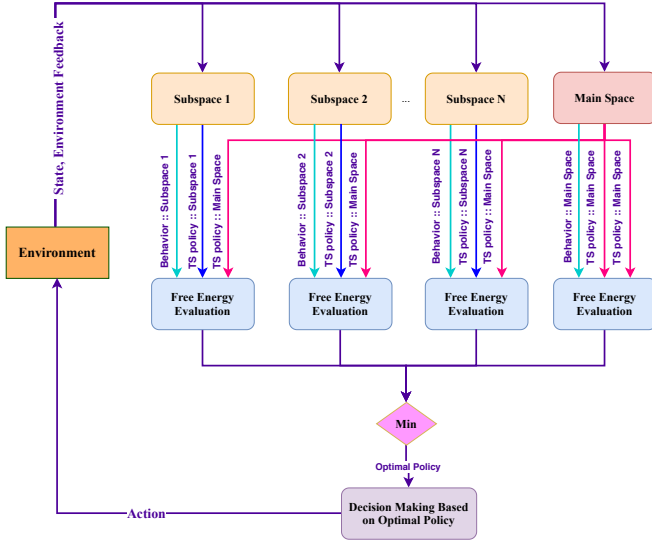 State, Environment Feedback
Subspace 1
Subspace 2
...
Subspace N
Main Space
Behavior :: Subspace 1
TS policy :: Subspace 1
TS policy :: Main Space
Behavior :: Subspace 2
TS policy :: Subspace 2
TS policy :: Main Space
Behavior :: Subspace N
TS policy :: Subspace N
TS policy :: Main Space
Behavior :: Main Space
TS policy :: Main Space
TS policy :: Main Space
Environment
Free Energy
Evaluation
Free Energy
Evaluation
Free Energy
Evaluation
Free Energy
Evaluation
Min
Optimal Policy
Decision Making Based
on Optimal Policy
Action